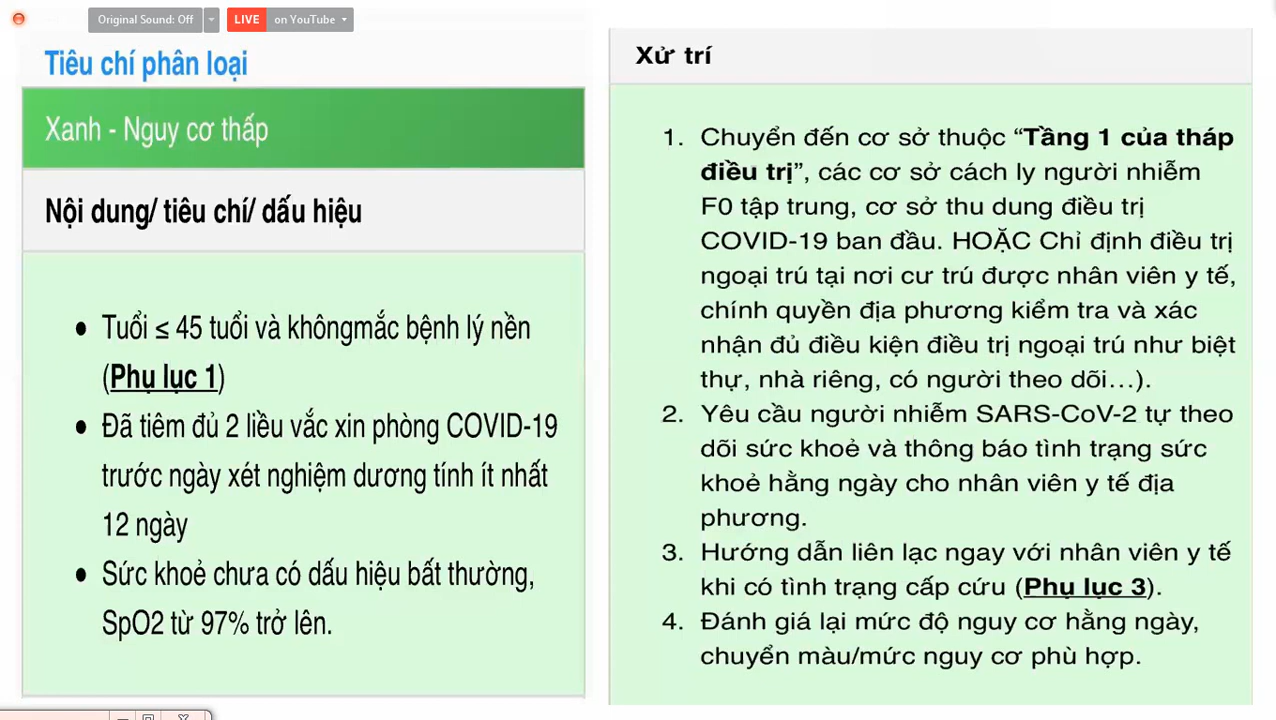 Original Sound: Off
LIVE on YouTube
Tiêu chí phân loại
Xanh - Nguy cơ thấp
Nội dung/ tiêu chí/ dấu hiệu
• Tuổi ≤ 45 tuổi và khôngmắc bệnh lý nền
(Phụ lục 1)
• Đã tiêm đủ 2 liều vắc xin phòng COVID-19
trước ngày xét nghiệm dương tính ít nhất
12 ngày
• Sức khoẻ chưa có dấu hiệu bất thường,
SpO2 từ 97% trở lên.
Xử trí
1. Chuyển đến cơ sở thuộc “Tầng 1 của tháp
điều trị”, các cơ sở cách ly người nhiễm
F0 tập trung, cơ sở thu dung điều trị
COVID-19 ban đầu. HOẶC Chỉ định điều trị
ngoại trú tại nơi cư trú được nhân viên y tế,
chính quyền địa phương kiểm tra và xác
nhận đủ điều kiện điều trị ngoại trú như biệt
thự, nhà riêng, có người theo dõi...).
2. Yêu cầu người nhiễm SARS-CoV-2 tự theo
dõi sức khoẻ và thông báo tình trạng sức
khoẻ hằng ngày cho nhân viên y tế địa
phương.
3. Hướng dẫn liên lạc ngay với nhân viên y tế
khi có tình trạng cấp cứu (Phụ lục 3).
4. Đánh giá lại mức độ nguy cơ hằng ngày,
chuyển màu/mức nguy cơ phù hợp.